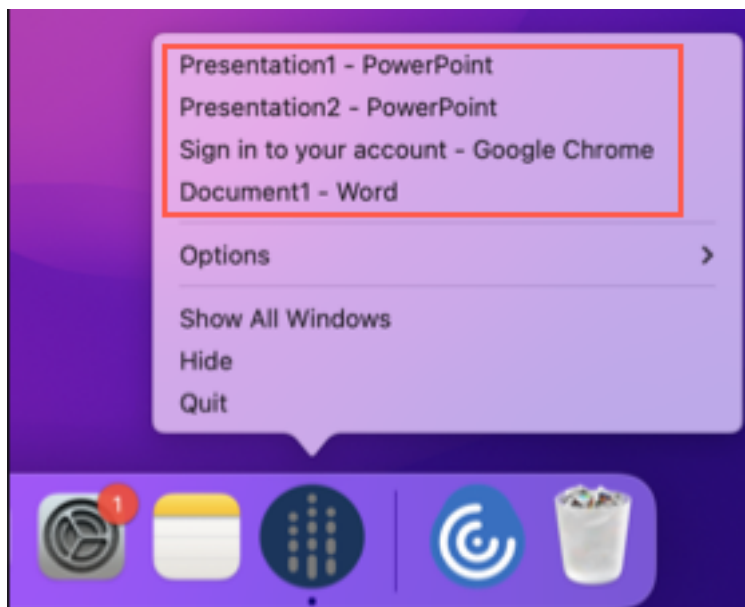 Presentation1 - PowerPoint
Presentation2 - PowerPoint
Sign in to your account - Google Chrome
Document1 - Word
Options
Show All Windows
Hide
Quit
1